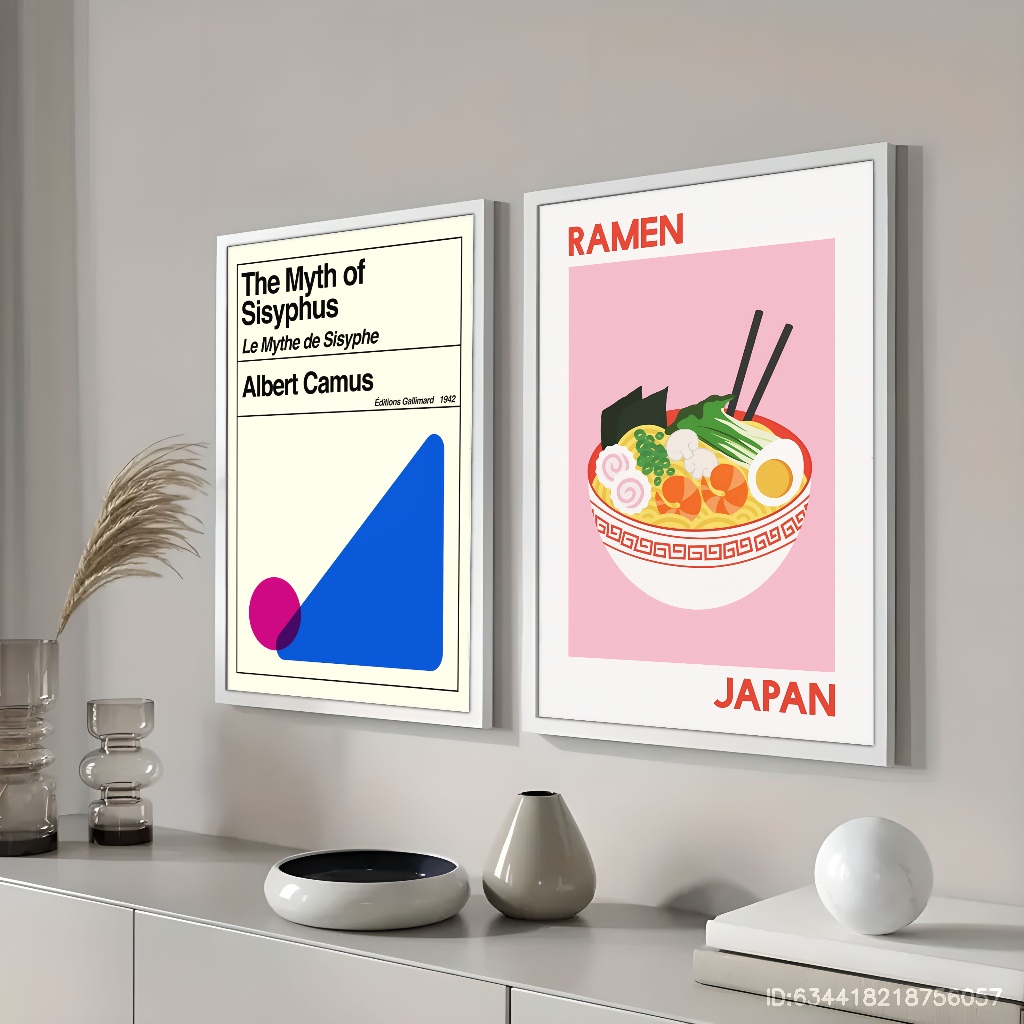 The Myth of
Sisyphus
Le Mythe de Sisyphe
Albert Camus
Éditions Gallimard 1942
RAMEN
JAPAN
ID:634418218756057